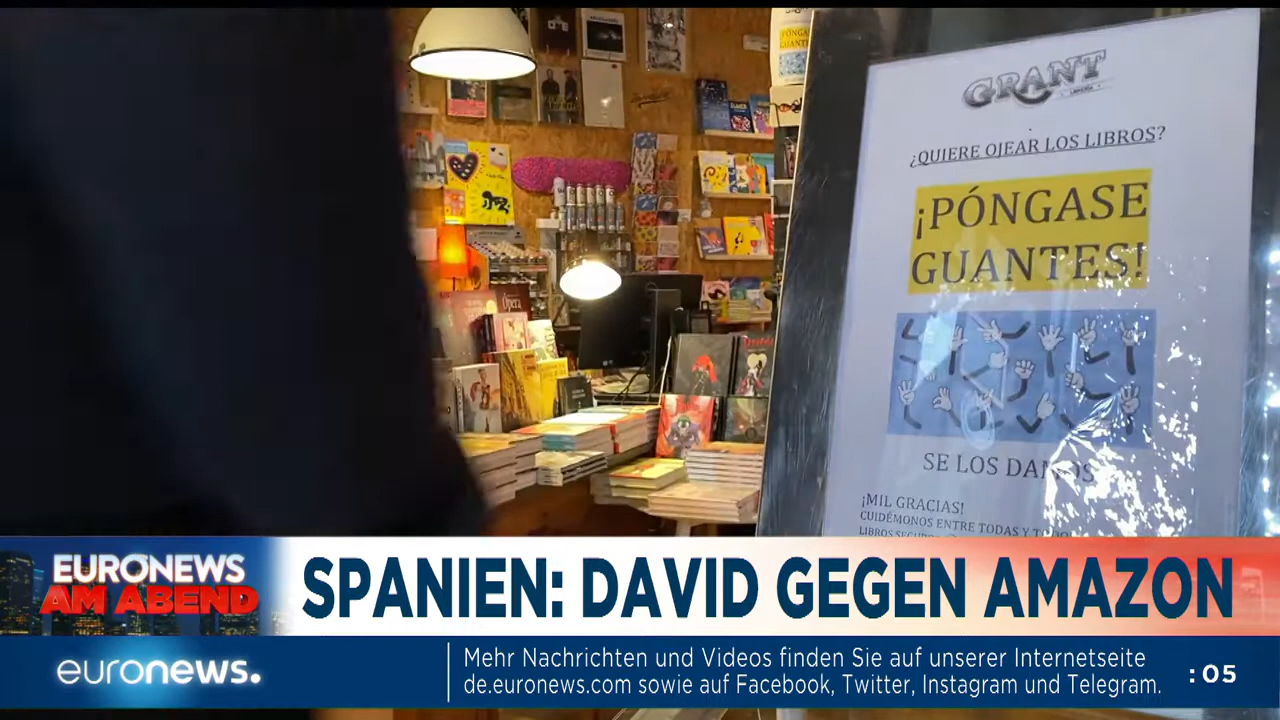 GRANT
LIBRERÍA
¿QUIERE OJEAR LOS LIBROS?
¡PÓNGASE
GUANTES!
SE LOS DAMOS
¡MIL GRACIAS!
CUIDÉMONOS ENTRE TODAS Y TODOS
EURONEWS
AM ABEND
SPANIEN: DAVID GEGEN AMAZON
euronews.
Mehr Nachrichten und Videos finden Sie auf unserer Internetseite
de.euronews.com sowie auf Facebook, Twitter, Instagram und Telegram.
:05